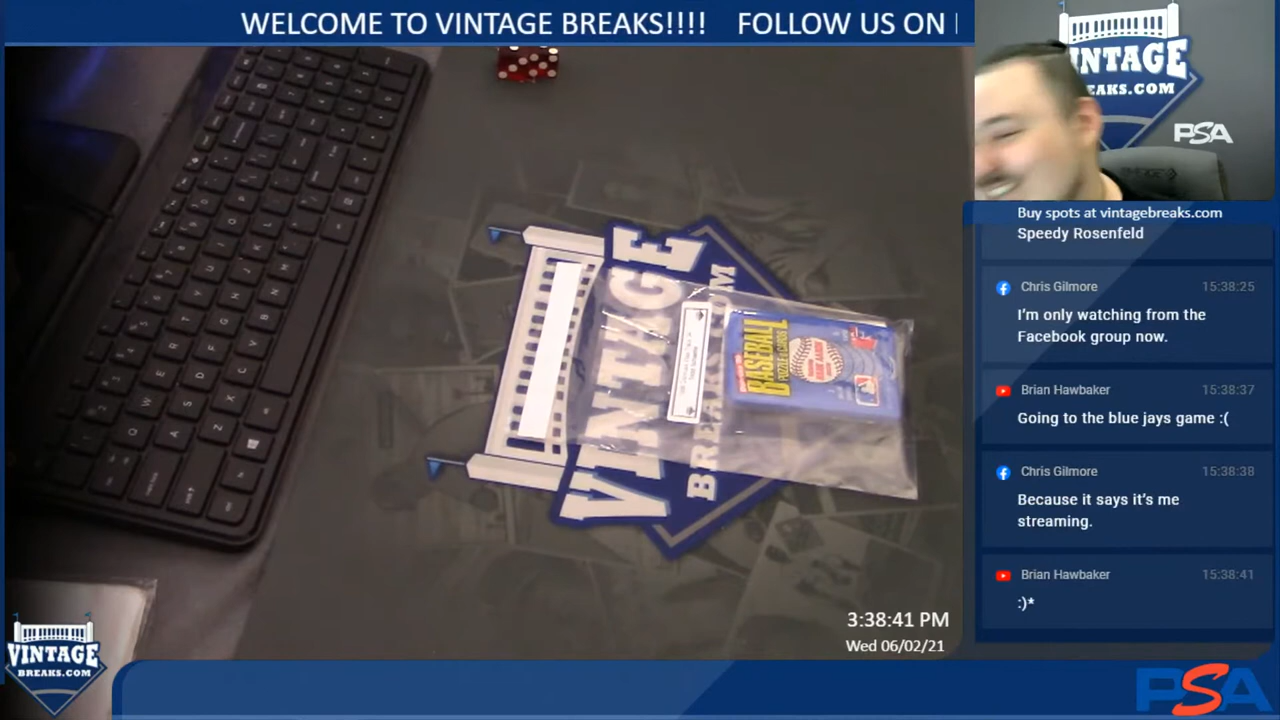 WELCOME TO VINTAGE BREAKS!!!! FOLLOW US ON
VINTAGE
BREAKS.COM
PSA
Buy spots at vintagebreaks.com
Speedy Rosenfeld
Chris Gilmore 15:38:25
I'm only watching from the
Facebook group now.
Brian Hawbaker 15:38:37
Going to the blue jays game :(
Chris Gilmore 15:38:38
Because it says it's me
streaming.
Brian Hawbaker 15:38:41
:)*
VINTAGE
BREAKS.COM
BASEBALL
PUZZLE & CARDS
3:38:41 PM
Wed 06/02/21
VINTAGE
BREAKS.COM
PSA